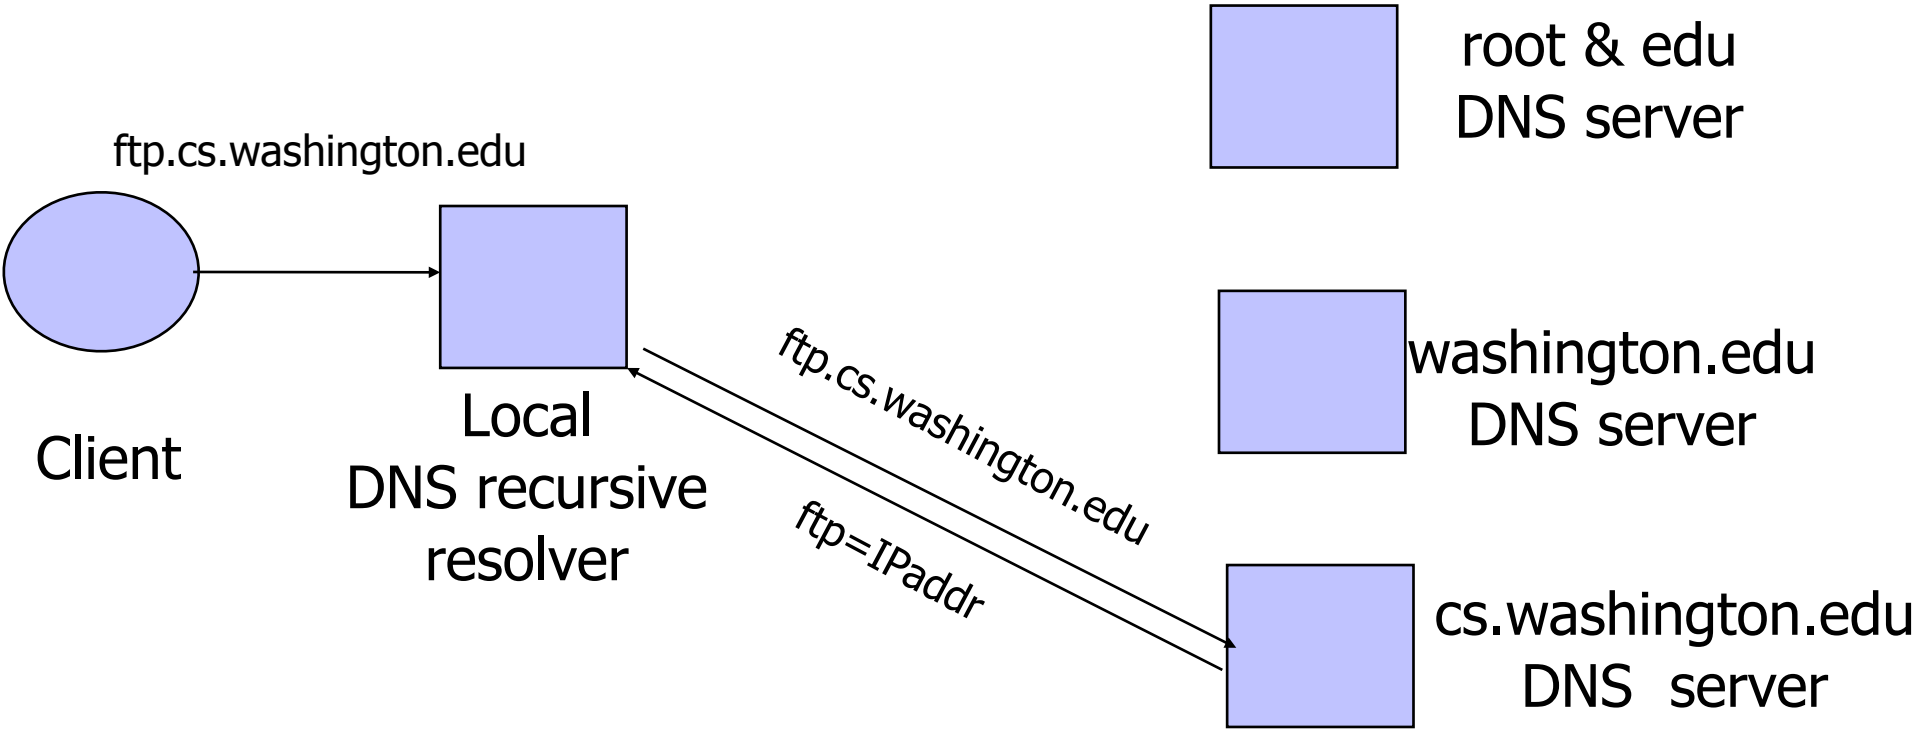 root & edu
DNS server
ftp.cs.washington.edu
Client
Local
DNS recursive
resolver
ftp.cs.washington.edu
ftp=IPaddr
washington.edu
DNS server
cs.washington.edu
DNS  server